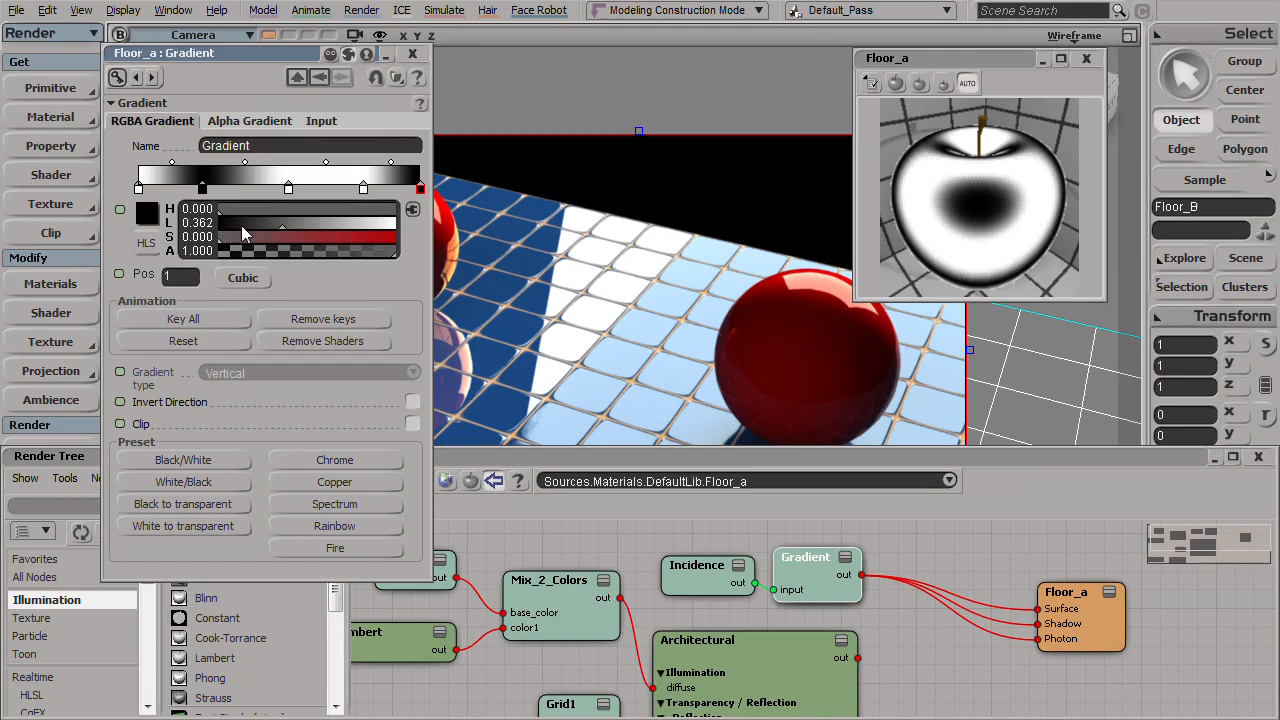 File Edit View Display Window Help Model Animate Render ICE Simulate Hair Face Robot Modeling Construction Mode Default_Pass Scene Search
Render
B Camera X Y Z Wireframe
Select
Get
Primitive
Material
Property
Shader
Texture
Clip
Modify
Materials
Shader
Texture
Projection
Ambience
Render
Floor_a : Gradient
Gradient
RGBA Gradient Alpha Gradient Input
Name Gradient
H 0.000
L 0.362
S 0.000
A 1.000
HLS
Pos 1 Cubic
Animation
Key All Remove keys
Reset Remove Shaders
Gradient type Vertical
Invert Direction
Clip
Preset
Black/White Chrome
White/Black Copper
Black to transparent Spectrum
White to transparent Rainbow
Fire
Floor_a
AUTO
Group
Center
Object Point
Edge Polygon
Sample
Floor_B
Explore Scene
Selection Clusters
Transform
1 x S
1 y
1 z
0 x r
0 y
Render Tree
Show Tools
Sources.Materials.DefaultLib.Floor_a
Favorites
All Nodes
Illumination
Texture
Particle
Toon
Realtime
HLSL
CgFX
Blinn
Constant
Cook-Torrance
Lambert
Phong
Strauss
out
mbert
out
Mix_2_Colors
out
base_color
color1
Incidence
out
Gradient
out
input
Architectural
out
Illumination
diffuse
Transparency / Reflection
Grid1
Floor_a
Surface
Shadow
Photon